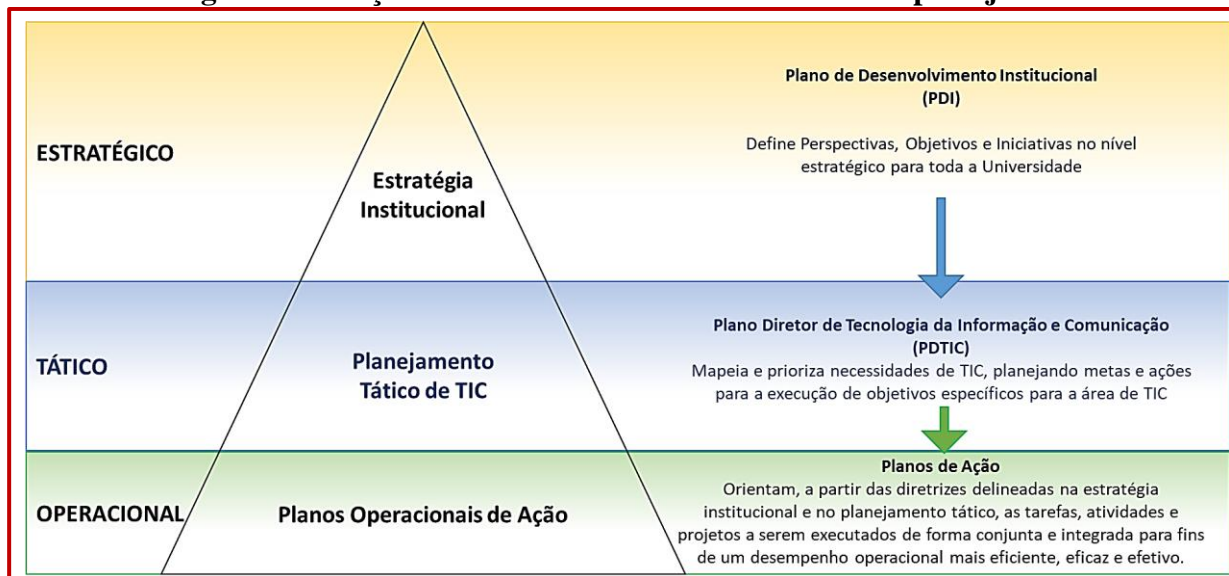 ESTRATÉGICO
Estratégia
Institucional
Plano de Desenvolvimento Institucional
(PDI)
Define Perspectivas, Objetivos e Iniciativas no nível
estratégico para toda a Universidade
TÁTICO
Planejamento
Tático de TIC
Plano Diretor de Tecnologia da Informação e Comunicação
(PDTIC)
Mapeia e prioriza necessidades de TIC, planejando metas e ações
para a execução de objetivos específicos para a área de TIC
OPERACIONAL
Planos Operacionais de Ação
Planos de Ação
Orientam, a partir das diretrizes delineadas na estratégia
institucional e no planejamento tático, as tarefas, atividades e
projetos a serem executados de forma conjunta e integrada para fins
de um desempenho operacional mais eficiente, eficaz e efetivo.